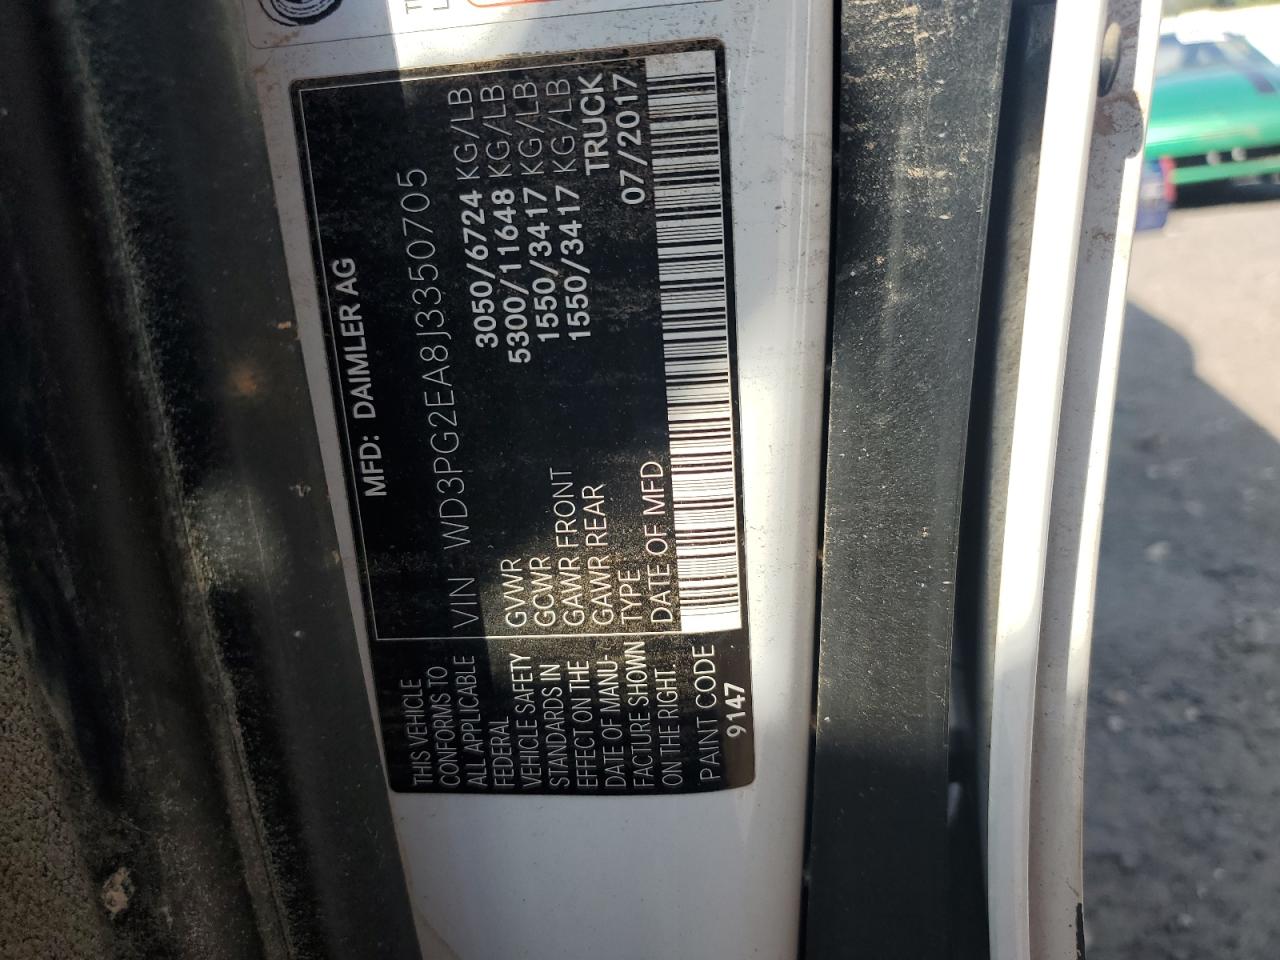 MFD: DAIMLER AG
VIN WD3PG2EA8J3350705
GVWR 3050/6724 KG/LB
GCWR 5300/11648 KG/LB
GAWR FRONT 1550/3417 KG/LB
GAWR REAR 1550/3417 KG/LB
TYPE TRUCK
DATE OF MFD 07/2017
THIS VEHICLE
CONFORMS TO
ALL APPLICABLE
FEDERAL
VEHICLE SAFETY
STANDARDS IN
EFFECT ON THE
DATE OF MANU-
FACTURE SHOWN
ON THE RIGHT.
PAINT CODE
9147